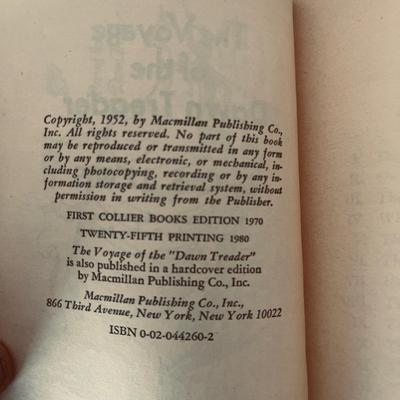 Copyright, 1952, by Macmillan Publishing Co.,
Inc. All rights reserved. No part of this book
may be reproduced or transmitted in any form
or by any means, electronic, or mechanical, in-
cluding photocopying, recording or by any in-
formation storage and retrieval system, without
permission in writing from the Publisher.
FIRST COLLIER BOOKS EDITION 1970
TWENTY-FIFTH PRINTING 1980
The Voyage of the "Dawn Treader"
is also published in a hardcover edition
by Macmillan Publishing Co., Inc.
Macmillan Publishing Co., Inc.,
866 Third Avenue, New York, New York 10022
ISBN 0-02-044260-2